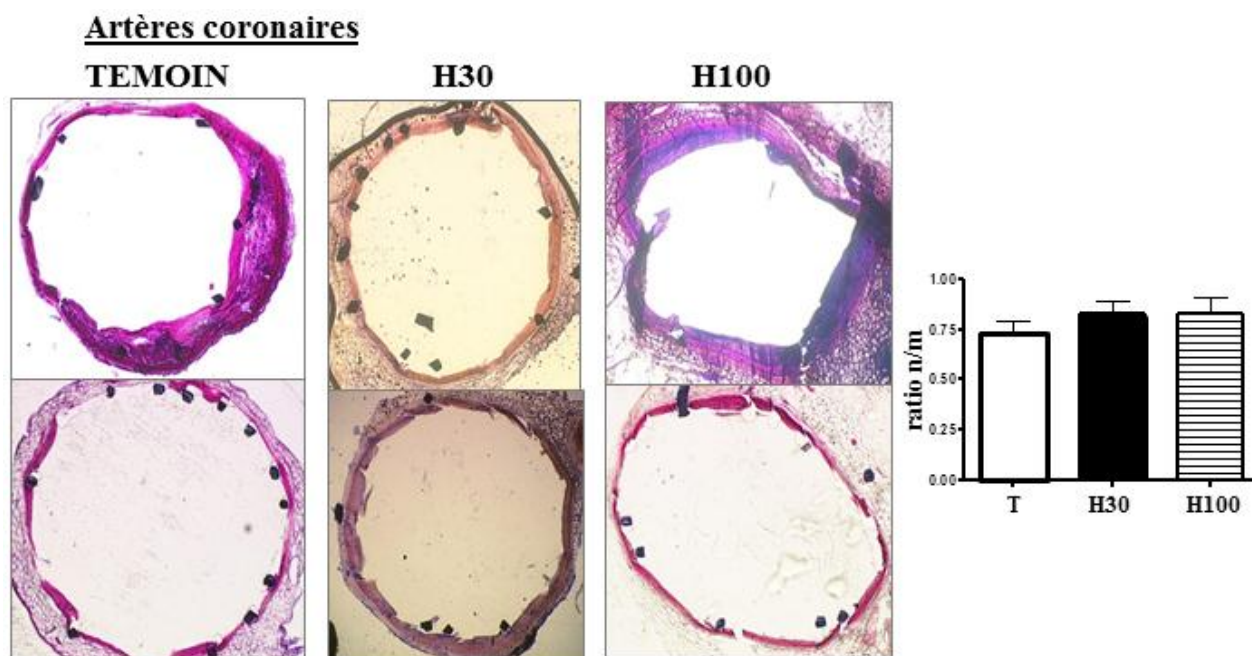 Artères coronaires
TEMOIN H30 H100
ratio n/m
1.00
0.75
0.50
0.25
0.00
T H30 H100